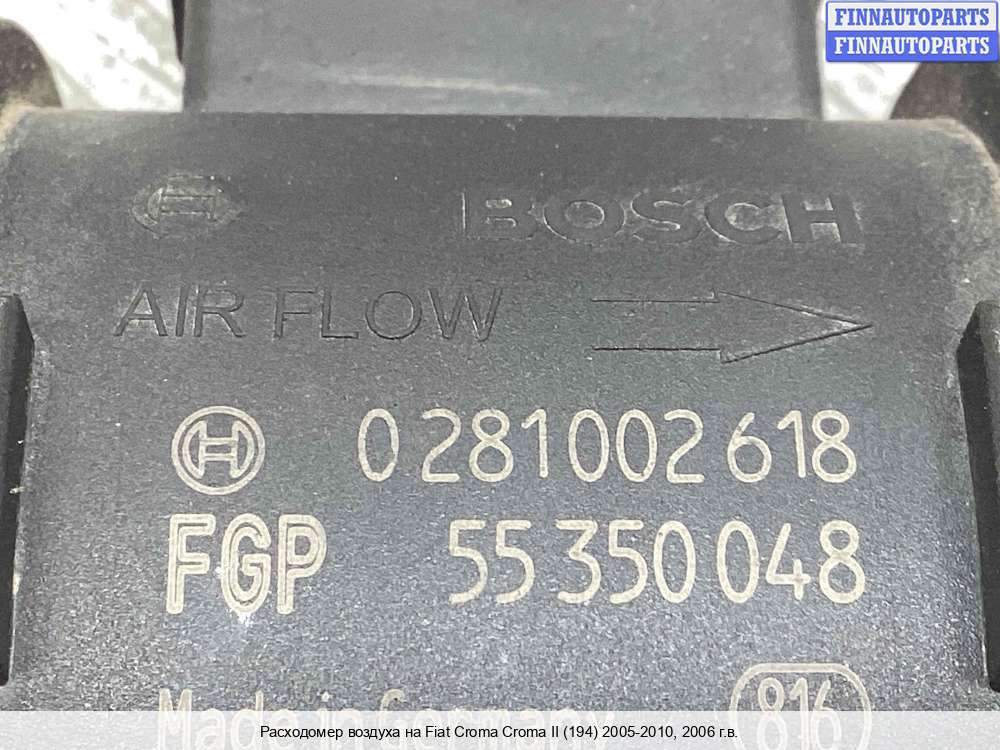 FINNAUTOPARTS
FINNAUTOPARTS
BOSCH
AIR FLOW
0 281 002 618
FGP 55 350 048
Made in Germany 816
Расходомер воздуха на Fiat Croma Croma II (194) 2005-2010, 2006 г.в.